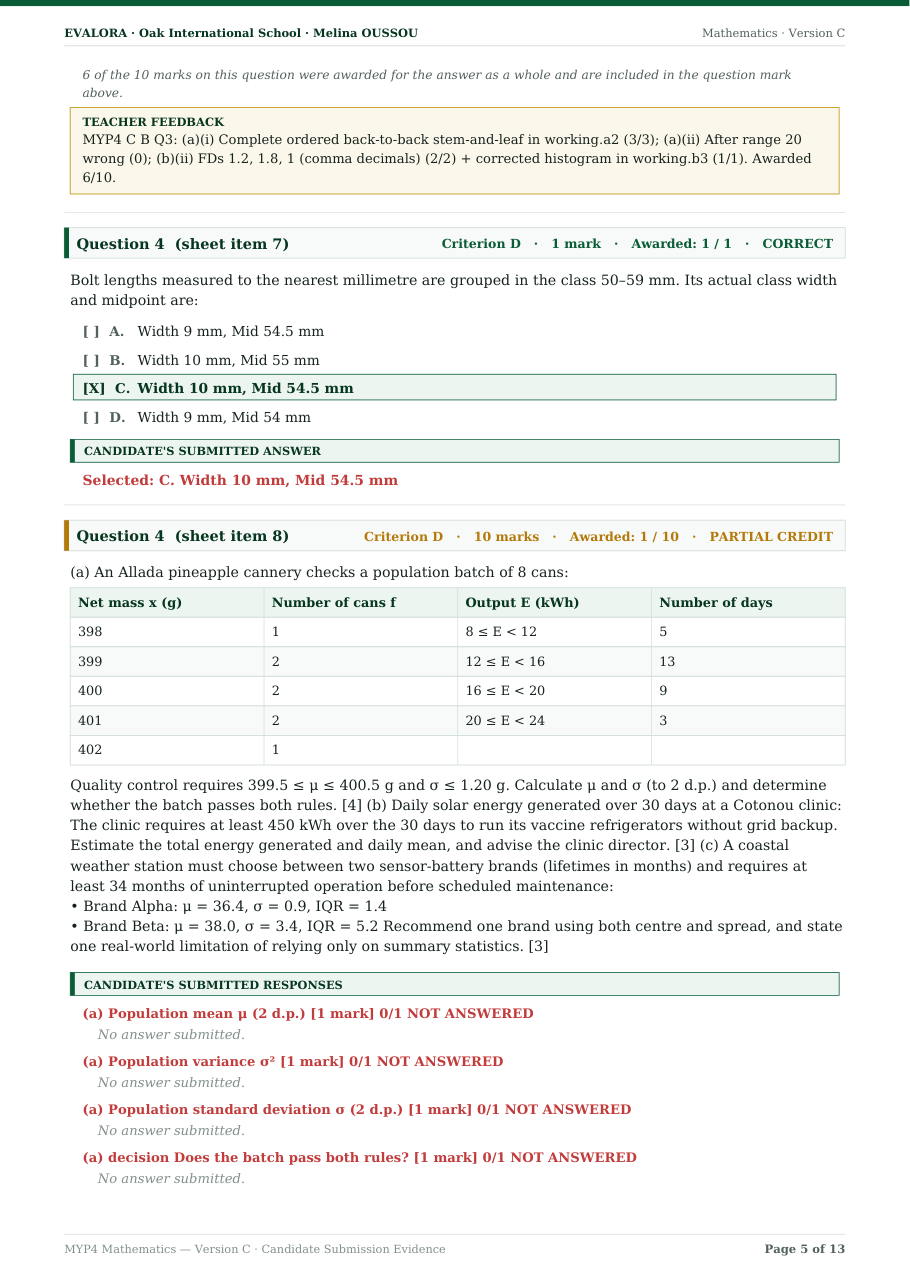 EVALORA · Oak International School · Melina OUSSOU
Mathematics · Version C
6 of the 10 marks on this question were awarded for the answer as a whole and are included in the question mark
above.
TEACHER FEEDBACK
MYP4 C B Q3: (a)(i) Complete ordered back-to-back stem-and-leaf in working.a2 (3/3); (a)(ii) After range 20
wrong (0); (b)(ii) FDs 1.2, 1.8, 1 (comma decimals) (2/2) + corrected histogram in working.b3 (1/1). Awarded
6/10.
Question 4 (sheet item 7)
Criterion D · 1 mark · Awarded: 1 / 1 · CORRECT
Bolt lengths measured to the nearest millimetre are grouped in the class 50–59 mm. Its actual class width
and midpoint are:
[ ] A. Width 9 mm, Mid 54.5 mm
[ ] B. Width 10 mm, Mid 55 mm
[X] C. Width 10 mm, Mid 54.5 mm
[ ] D. Width 9 mm, Mid 54 mm
CANDIDATE'S SUBMITTED ANSWER
Selected: C. Width 10 mm, Mid 54.5 mm
Question 4 (sheet item 8)
Criterion D · 10 marks · Awarded: 1 / 10 · PARTIAL CREDIT
(a) An Allada pineapple cannery checks a population batch of 8 cans:
Net mass x (g) Number of cans f Output E (kWh) Number of days
398 1 8 ≤ E < 12 5
399 2 12 ≤ E < 16 13
400 2 16 ≤ E < 20 9
401 2 20 ≤ E < 24 3
402 1
Quality control requires 399.5 ≤ μ ≤ 400.5 g and σ ≤ 1.20 g. Calculate μ and σ (to 2 d.p.) and determine
whether the batch passes both rules. [4] (b) Daily solar energy generated over 30 days at a Cotonou clinic:
The clinic requires at least 450 kWh over the 30 days to run its vaccine refrigerators without grid backup.
Estimate the total energy generated and daily mean, and advise the clinic director. [3] (c) A coastal
weather station must choose between two sensor-battery brands (lifetimes in months) and requires at
least 34 months of uninterrupted operation before scheduled maintenance:
• Brand Alpha: μ = 36.4, σ = 0.9, IQR = 1.4
• Brand Beta: μ = 38.0, σ = 3.4, IQR = 5.2 Recommend one brand using both centre and spread, and state
one real-world limitation of relying only on summary statistics. [3]
CANDIDATE'S SUBMITTED RESPONSES
(a) Population mean μ (2 d.p.) [1 mark] 0/1 NOT ANSWERED
No answer submitted.
(a) Population variance σ² [1 mark] 0/1 NOT ANSWERED
No answer submitted.
(a) Population standard deviation σ (2 d.p.) [1 mark] 0/1 NOT ANSWERED
No answer submitted.
(a) decision Does the batch pass both rules? [1 mark] 0/1 NOT ANSWERED
No answer submitted.
MYP4 Mathematics — Version C · Candidate Submission Evidence
Page 5 of 13